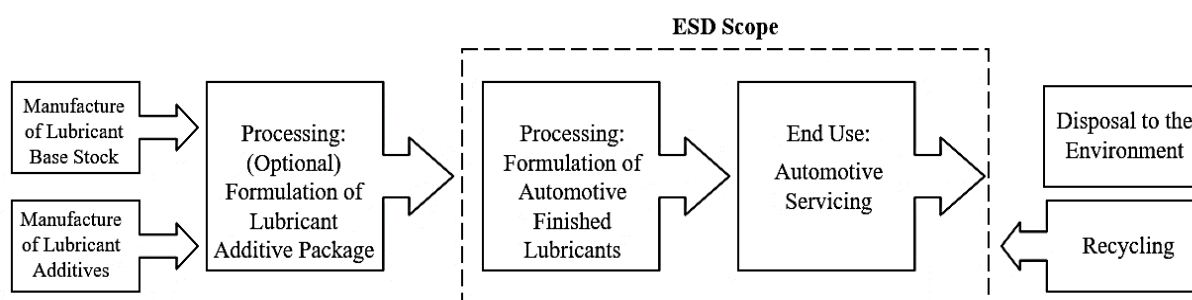 ESD Scope
Manufacture
of Lubricant
Base Stock
Manufacture
of Lubricant
Additives
Processing:
(Optional)
Formulation of
Lubricant
Additive Package
Processing:
Formulation of
Automotive
Finished
Lubricants
End Use:
Automotive
Servicing
Disposal to the
Environment
Recycling